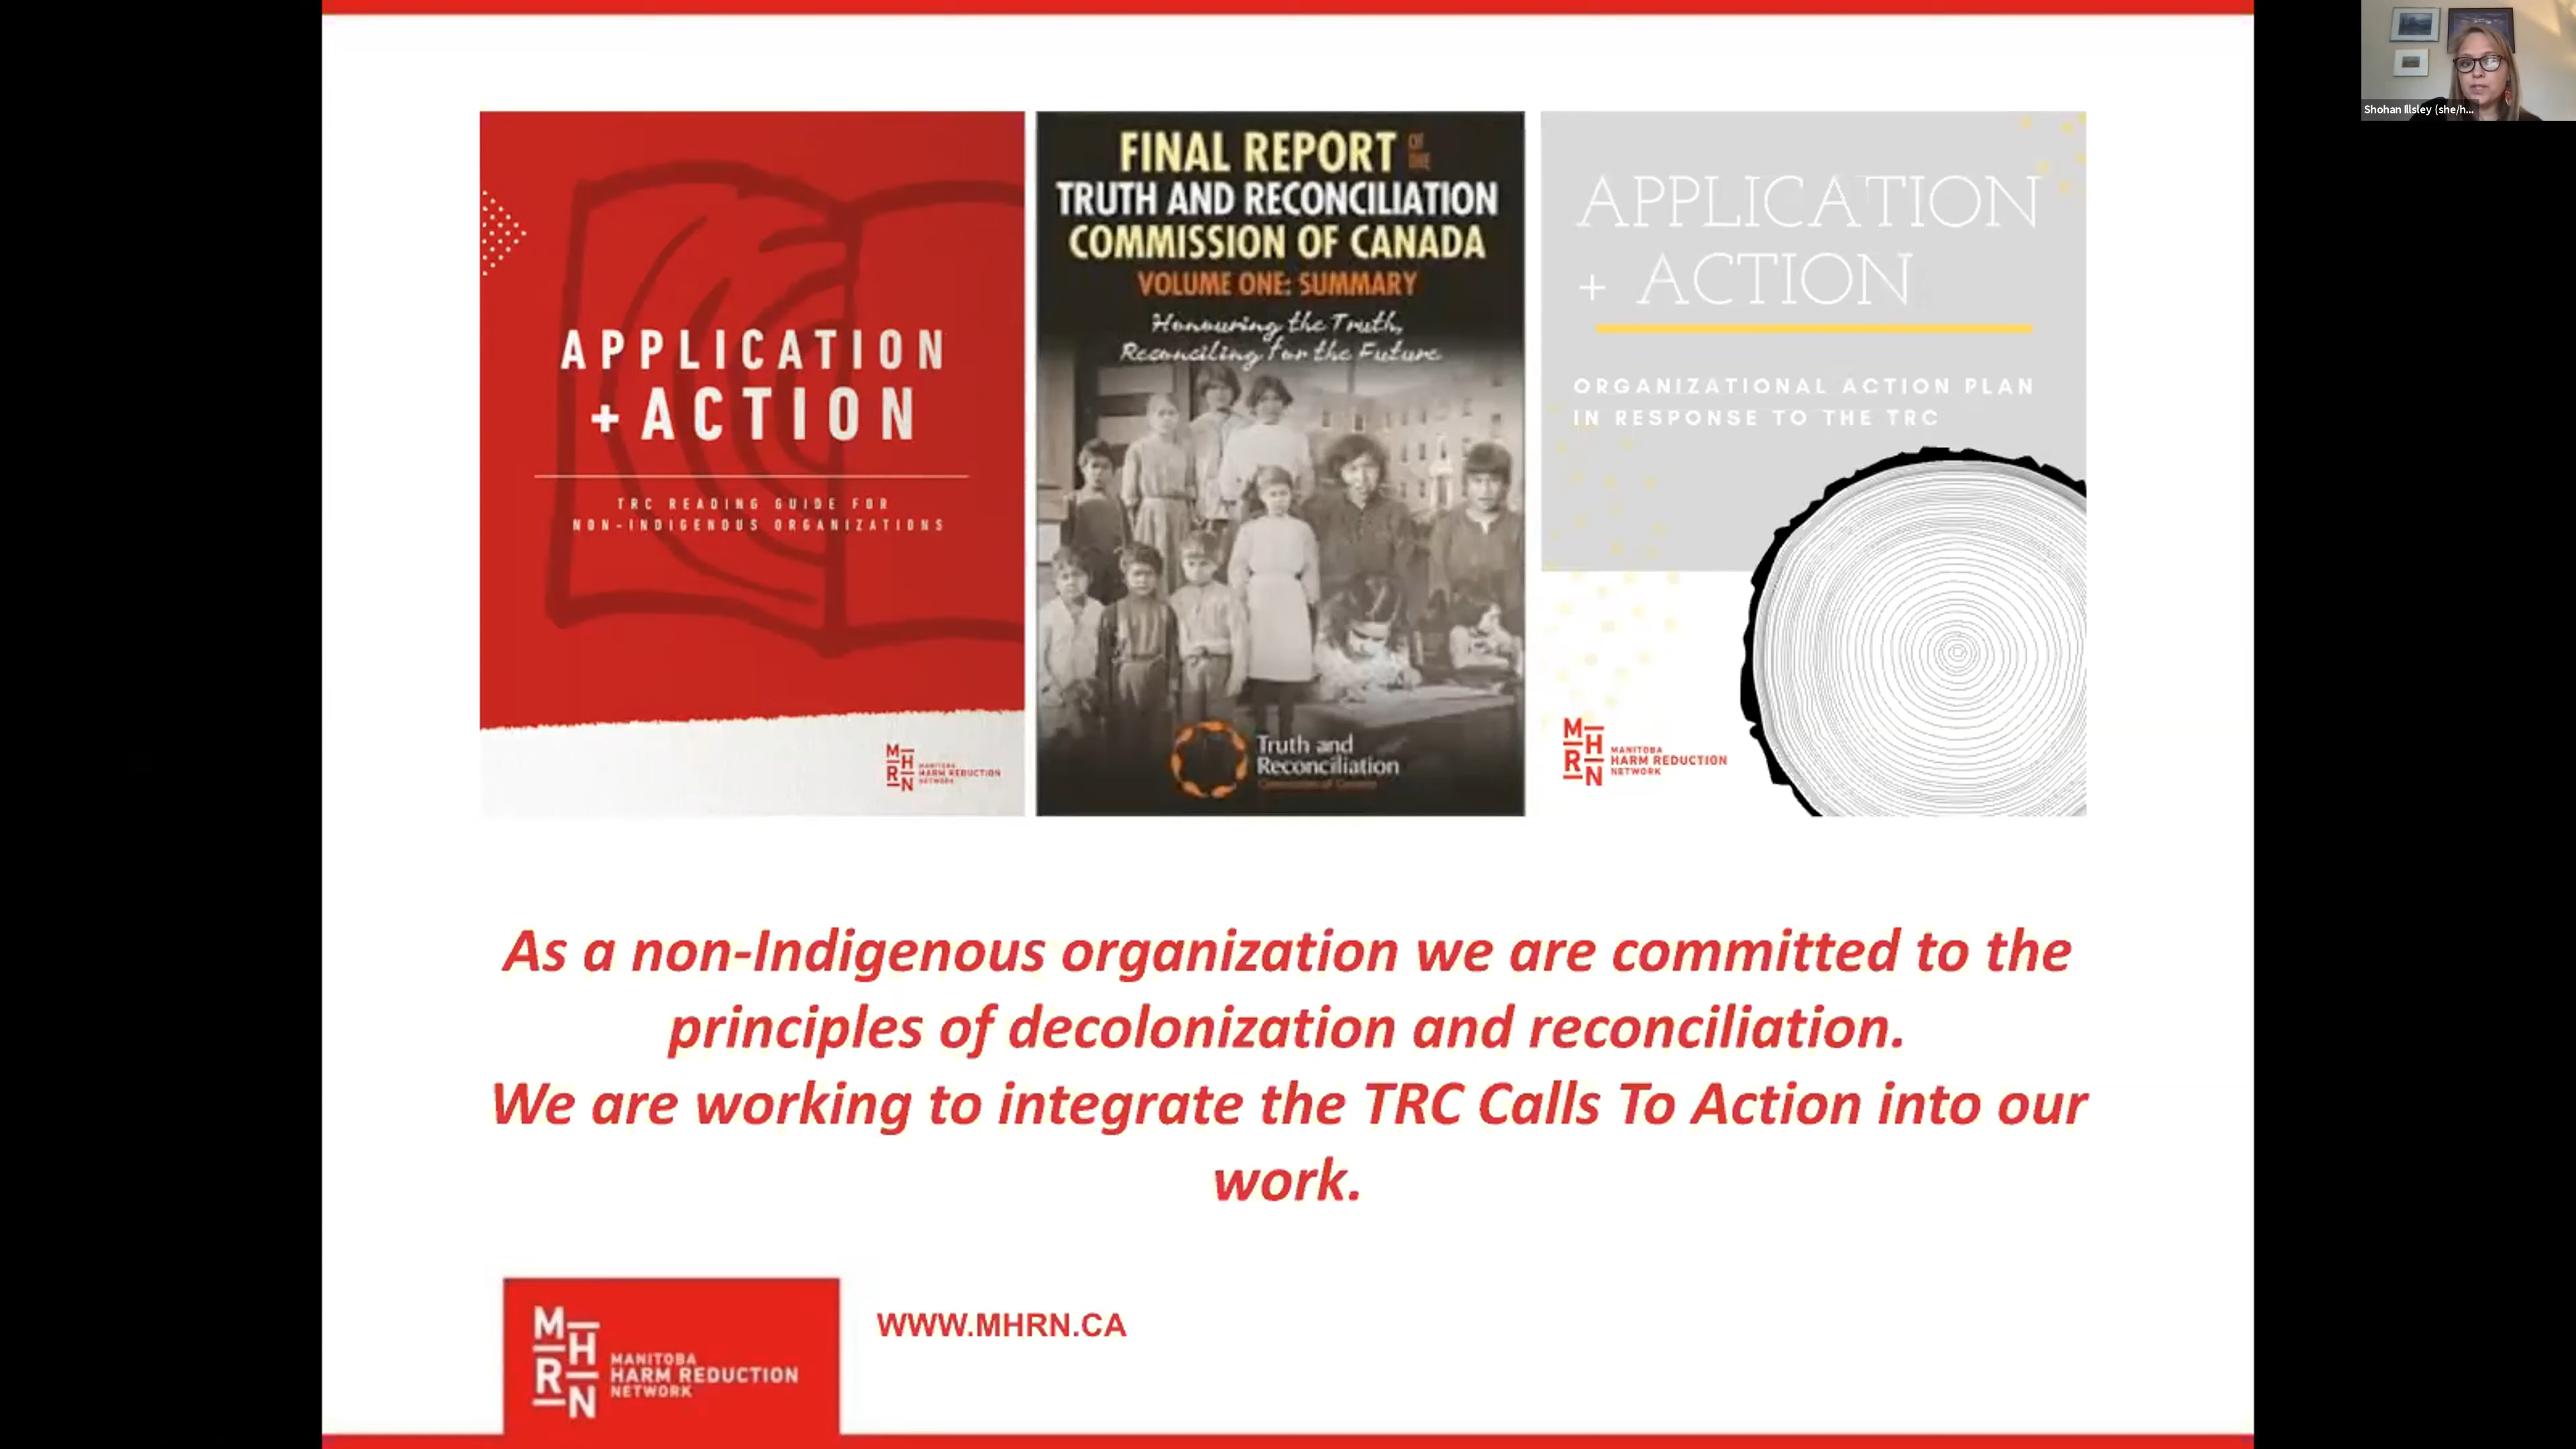 Shohan Illsley (she/h...
APPLICATION
+ ACTION
TRC READING GUIDE FOR
NON-INDIGENOUS ORGANIZATIONS
M
H
R
N
MANITOBA
HARM REDUCTION
NETWORK
FINAL REPORT OF THE
TRUTH AND RECONCILIATION
COMMISSION OF CANADA
VOLUME ONE: SUMMARY
Honouring the Truth,
Reconciling for the Future
Truth and
Reconciliation
Commission of Canada
APPLICATION
+ ACTION
ORGANIZATIONAL ACTION PLAN
IN RESPONSE TO THE TRC
M
H
R
N
MANITOBA
HARM REDUCTION
NETWORK
As a non-Indigenous organization we are committed to the
principles of decolonization and reconciliation.
We are working to integrate the TRC Calls To Action into our
work.
M
H
R
N
MANITOBA
HARM REDUCTION
NETWORK
WWW.MHRN.CA